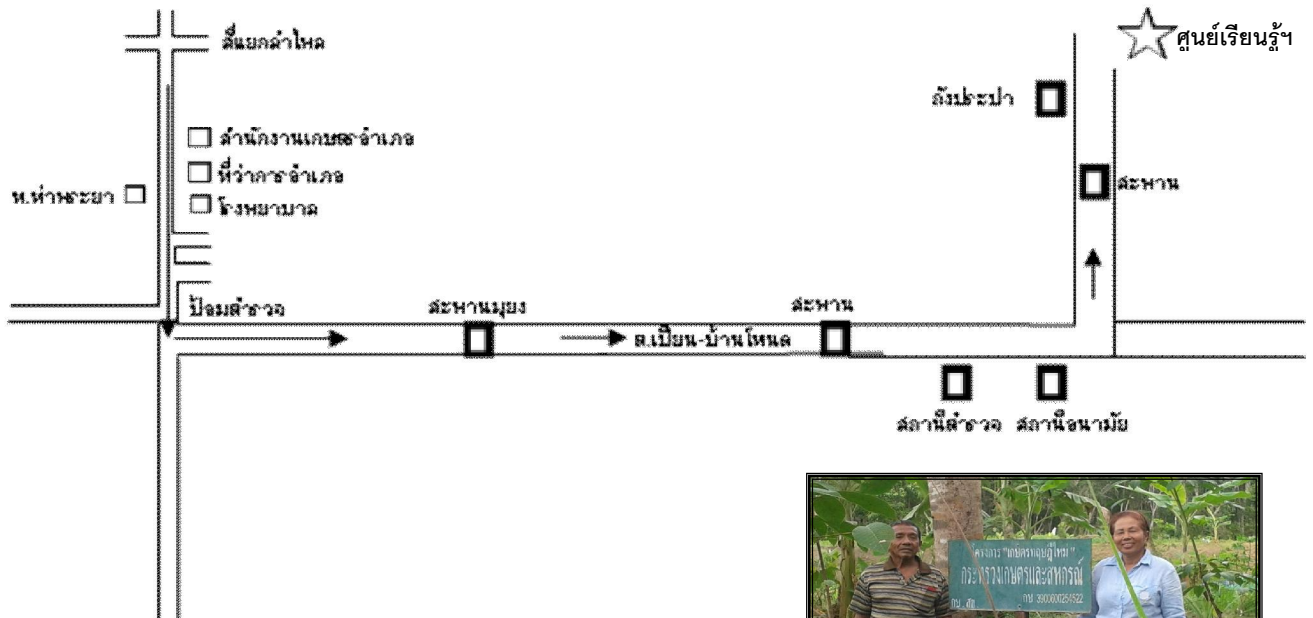 สี่แยกลำไพล
ศูนย์เรียนรู้ฯ
ถังประปา
สำนักงานเกษตรอำเภอ
ที่ว่าการอำเภอ
ห.ห่าพระยา
โรงพยาบาล
สะพาน
ป้อมตำรวจ
สะพานมุยง
สะพาน
ต.เปียน-บ้านโหนด
สถานีตำรวจ สถานีอนามัย
โครงการ "เกษตรทฤษฎีใหม่"
กระทรวงเกษตรและสหกรณ์